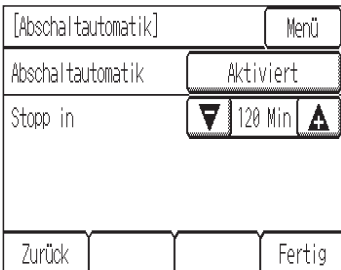 [Abschaltautomatik] Menü
Abschaltautomatik Aktiviert
Stopp in 120 Min
Zurück Fertig